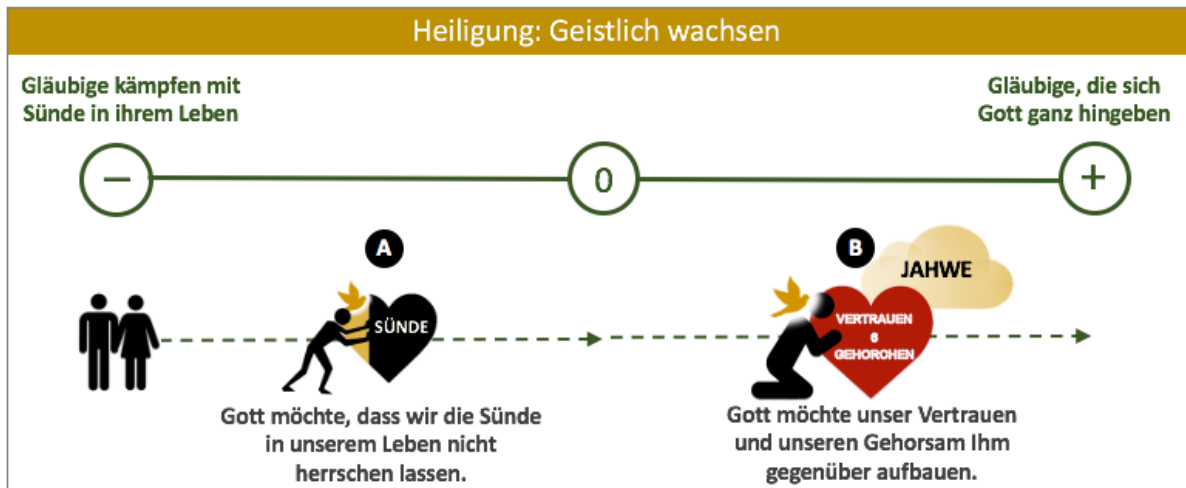 Heiligung: Geistlich wachsen
Gläubige kämpfen mit
Sünde in ihrem Leben
Gläubige, die sich
Gott ganz hingeben
–
0
+
A
B
JAHWE
SÜNDE
VERTRAUEN
6
GEHORCHEN
Gott möchte, dass wir die Sünde
in unserem Leben nicht
herrschen lassen.
Gott möchte unser Vertrauen
und unseren Gehorsam Ihm
gegenüber aufbauen.